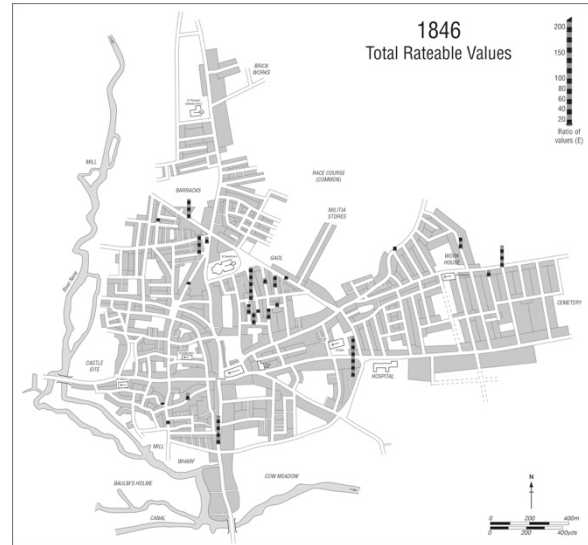 1846
Total Rateable Values
200
150
100
80
60
40
20
Ratio of
values (£)
BRICK
WORKS
MILL
RACE COURSE
(COMMON)
BARRACKS
MILITIA
STORES
GAOL
WORK
HOUSE
River Nene
CEMETERY
CASTLE
SITE
HOSPITAL
MILL
WHARF
COW MEADOW
BAULM'S HOLME
CANAL
N
0 200 400m
0 200 400yds